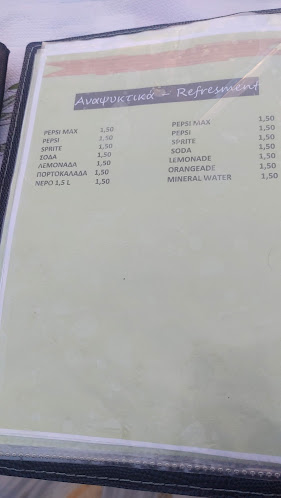 Αναψυκτικά - Refresment
PEPSI MAX 1,50
PEPSI 1,50
SPRITE 1,50
ΣΟΔΑ 1,50
ΛΕΜΟΝΑΔΑ 1,50
ΠΟΡΤΟΚΑΛΑΔΑ 1,50
ΝΕΡΟ 1,5 L 1,50
PEPSI MAX 1,50
PEPSI 1,50
SPRITE 1,50
SODA 1,50
LEMONADE 1,50
ORANGEADE 1,50
MINERAL WATER 1,50